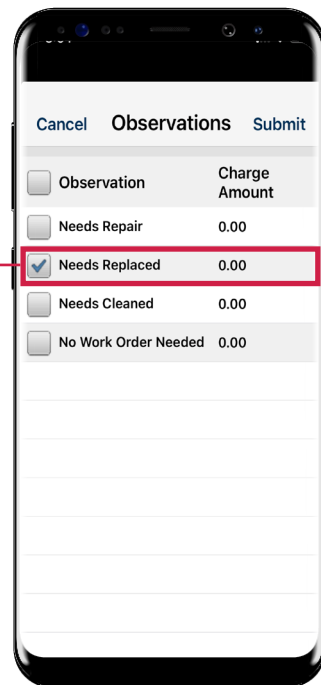 Cancel Observations Submit
Observation Charge
Amount
Needs Repair 0.00
Needs Replaced 0.00
Needs Cleaned 0.00
No Work Order Needed 0.00